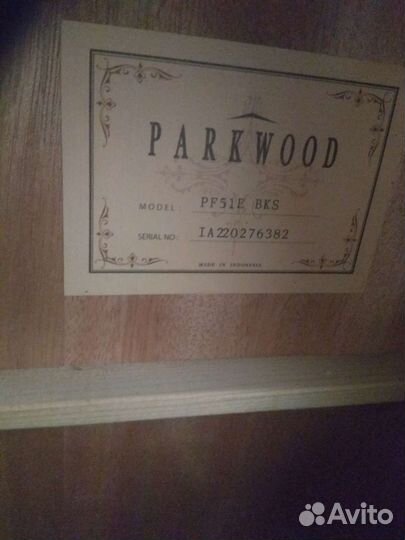 PARKWOOD
MODEL: PF51E BKS
SERIAL NO: IA220276382
MADE IN INDONESIA
Avito